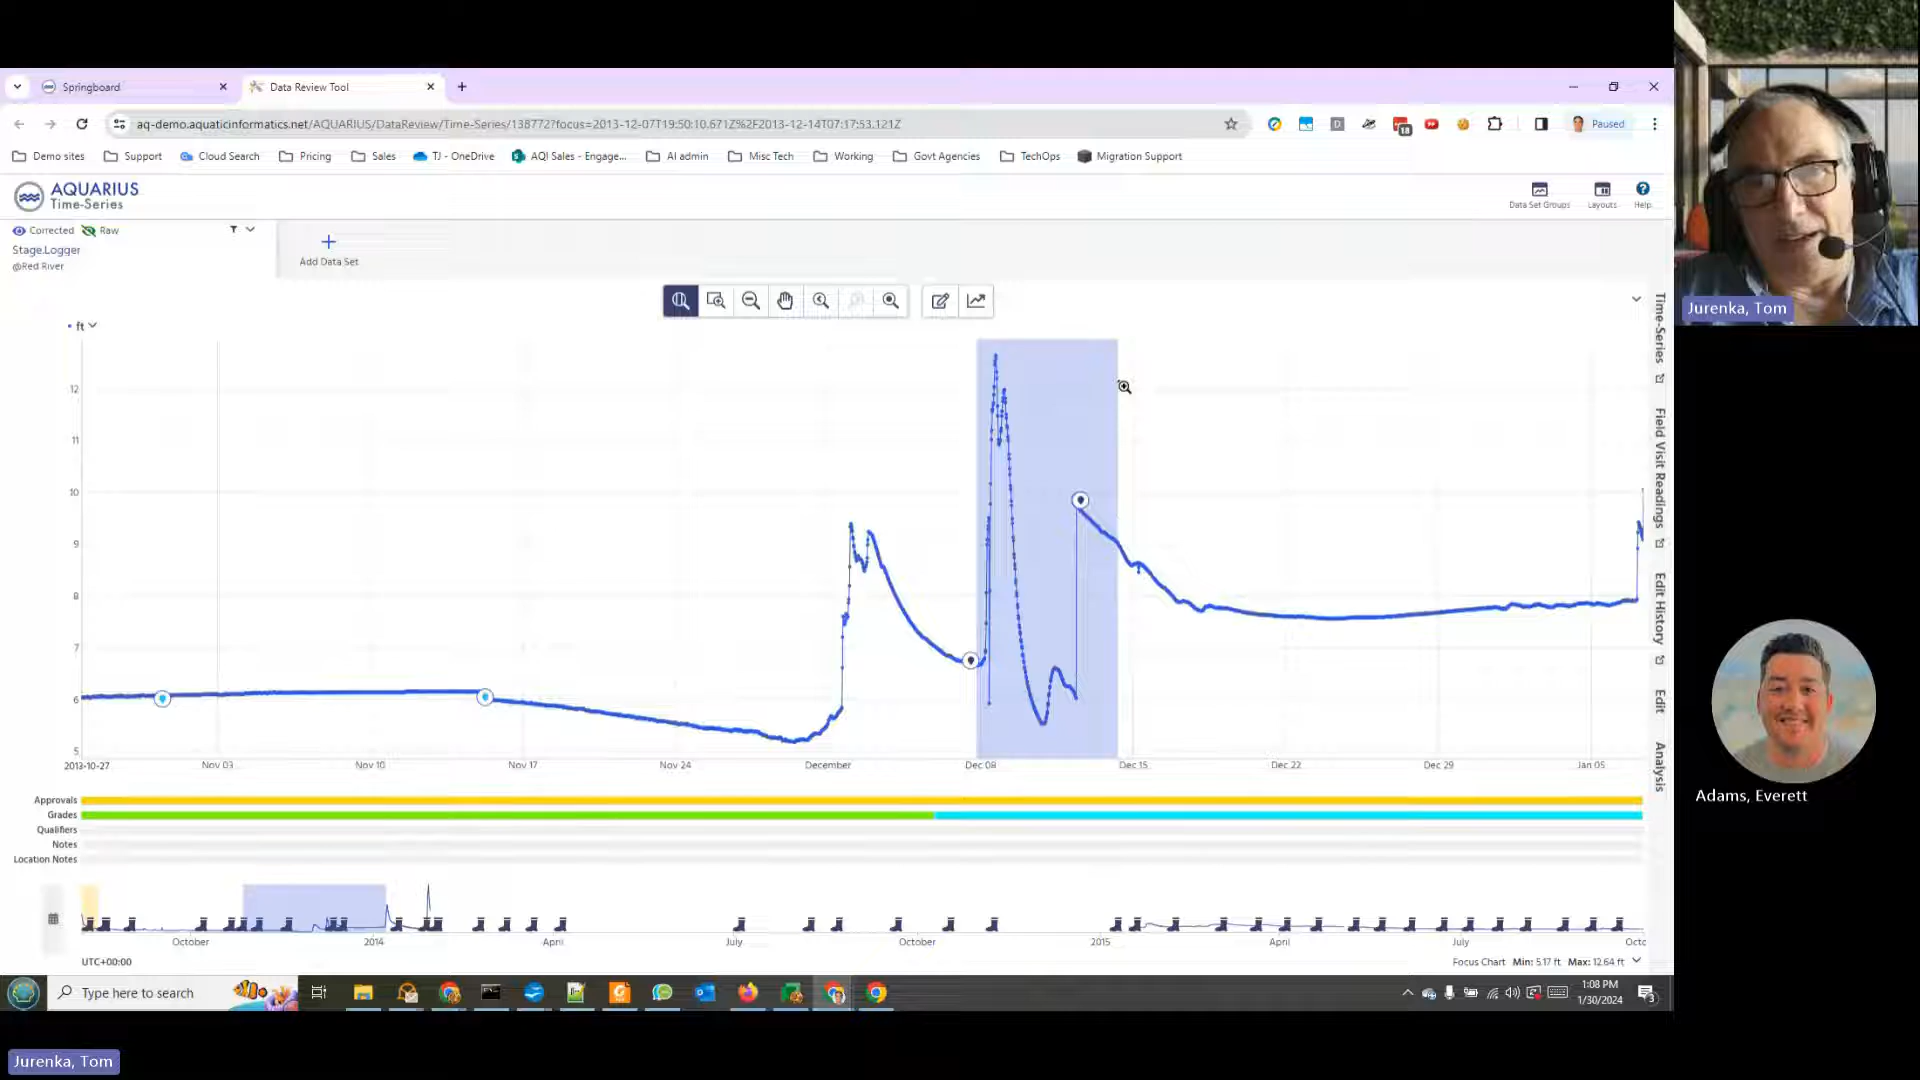 Springboard
Data Review Tool
aq-demo.aquaticinformatics.net/AQUARIUS/DataReview/Time-Series/138772?focus=2013-12-07T19:50:10.671Z%2F2013-12-14T07:17:53.121Z
18
Paused
Demo sites Support Cloud Search Pricing Sales TJ - OneDrive AQI Sales - Engage... AI admin Misc Tech Working Govt Agencies TechOps Migration Support
AQUARIUS
Time-Series
Data Set Groups Layouts Help
Corrected Raw
Stage.Logger
@Red River
Add Data Set
ft
12
11
10
9
8
7
6
5
2013-10-27 Nov 03 Nov 10 Nov 17 Nov 24 December Dec 08 Dec 15 Dec 22 Dec 29 Jan 05
Time-Series
Field Visit Readings
Edit History
Edit
Analysis
Approvals
Grades
Qualifiers
Notes
Location Notes
October 2014 April July October 2015 April July Octo
UTC+00:00
Focus Chart Min: 5.17 ft Max: 12.64 ft
Type here to search
1:08 PM
1/30/2024
3
Jurenka, Tom
Adams, Everett
Jurenka, Tom